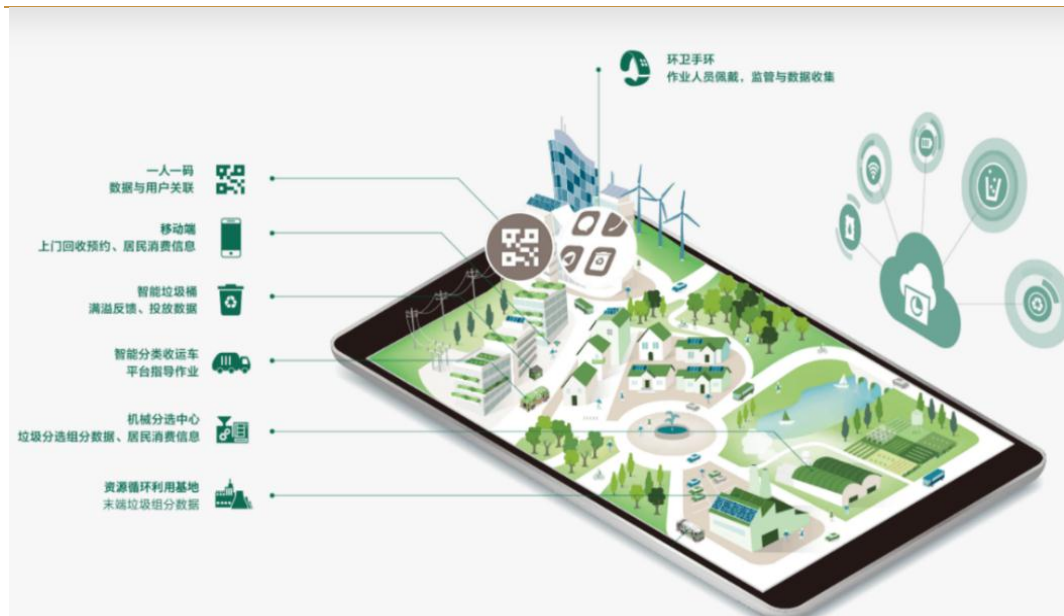 环卫手环
作业人员佩戴，监管与数据收集
一人一码
数据与用户关联
移动端
上门回收预约、居民消费信息
智能垃圾桶
满溢反馈、投放数据
智能分类收运车
平台指导作业
机械分选中心
垃圾分选组分数据、居民消费信息
资源循环利用基地
末端垃圾组分数据